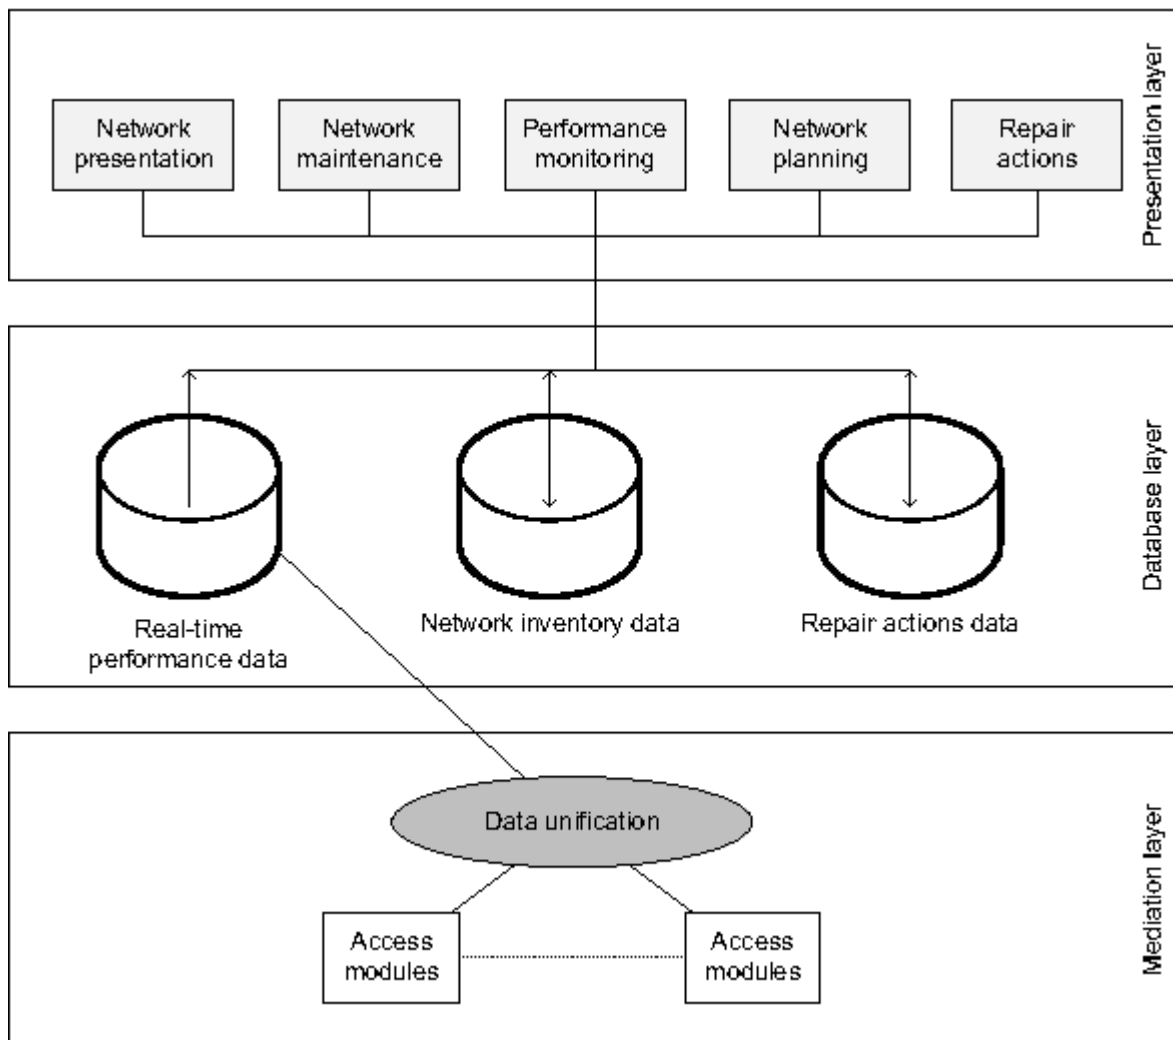 Network
presentation
Network
maintenance
Performance
monitoring
Network
planning
Repair
actions
Presentation layer
Real-time
performance data
Network inventory data
Repair actions data
Database layer
Data unification
Access
modules
Access
modules
Mediation layer